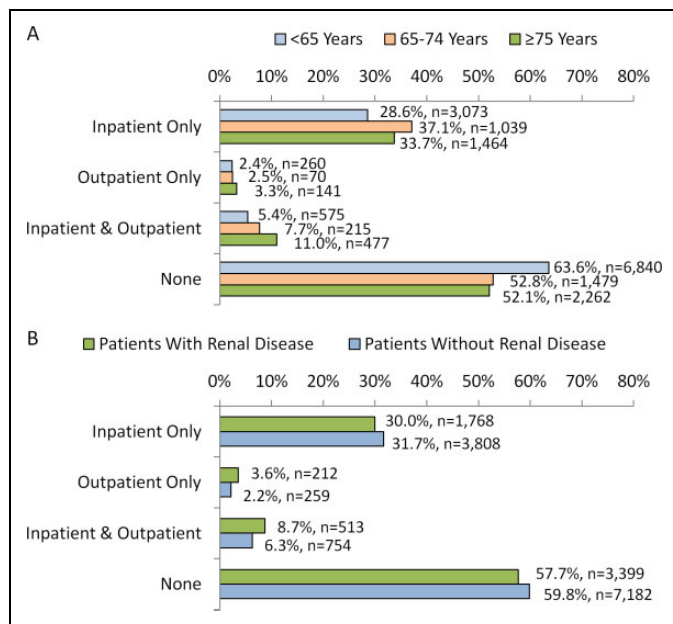 A
<65 Years 65-74 Years ≥75 Years
0% 10% 20% 30% 40% 50% 60% 70% 80%
Inpatient Only
28.6%, n=3,073
37.1%, n=1,039
33.7%, n=1,464
Outpatient Only
2.4%, n=260
2.5%, n=70
3.3%, n=141
Inpatient & Outpatient
5.4%, n=575
7.7%, n=215
11.0%, n=477
None
63.6%, n=6,840
52.8%, n=1,479
52.1%, n=2,262
B
Patients With Renal Disease Patients Without Renal Disease
0% 10% 20% 30% 40% 50% 60% 70% 80%
Inpatient Only
30.0%, n=1,768
31.7%, n=3,808
Outpatient Only
3.6%, n=212
2.2%, n=259
Inpatient & Outpatient
8.7%, n=513
6.3%, n=754
None
57.7%, n=3,399
59.8%, n=7,182